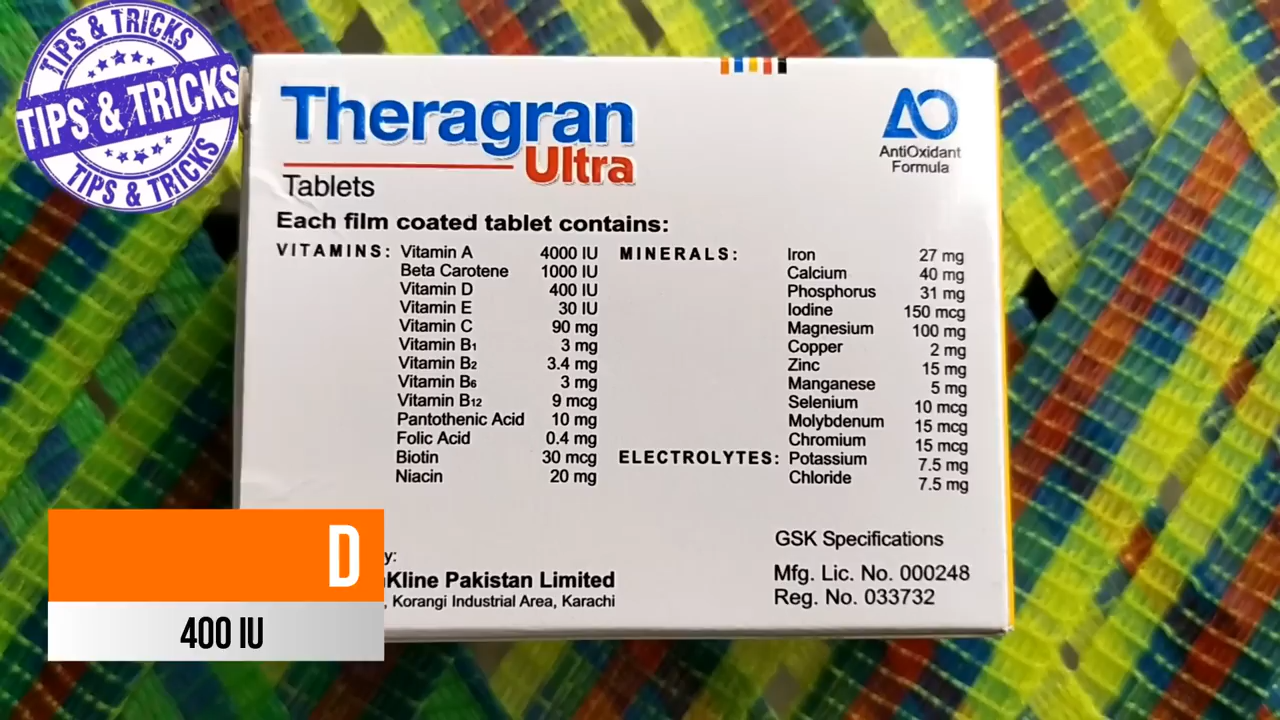 TIPS & TRICKS
TIPS & TRICKS
TIPS & TRICKS
Theragran
Ultra
Tablets
AO
AntiOxidant
Formula
Each film coated tablet contains:
VITAMINS: Vitamin A 4000 IU
Beta Carotene 1000 IU
Vitamin D 400 IU
Vitamin E 30 IU
Vitamin C 90 mg
Vitamin B1 3 mg
Vitamin B2 3.4 mg
Vitamin B6 3 mg
Vitamin B12 9 mcg
Pantothenic Acid 10 mg
Folic Acid 0.4 mg
Biotin 30 mcg
Niacin 20 mg
MINERALS: Iron 27 mg
Calcium 40 mg
Phosphorus 31 mg
Iodine 150 mcg
Magnesium 100 mg
Copper 2 mg
Zinc 15 mg
Manganese 5 mg
Selenium 10 mcg
Molybdenum 15 mcg
Chromium 15 mcg
ELECTROLYTES: Potassium 7.5 mg
Chloride 7.5 mg
y:
Kline Pakistan Limited
, Korangi Industrial Area, Karachi
GSK Specifications
Mfg. Lic. No. 000248
Reg. No. 033732
D
400 IU